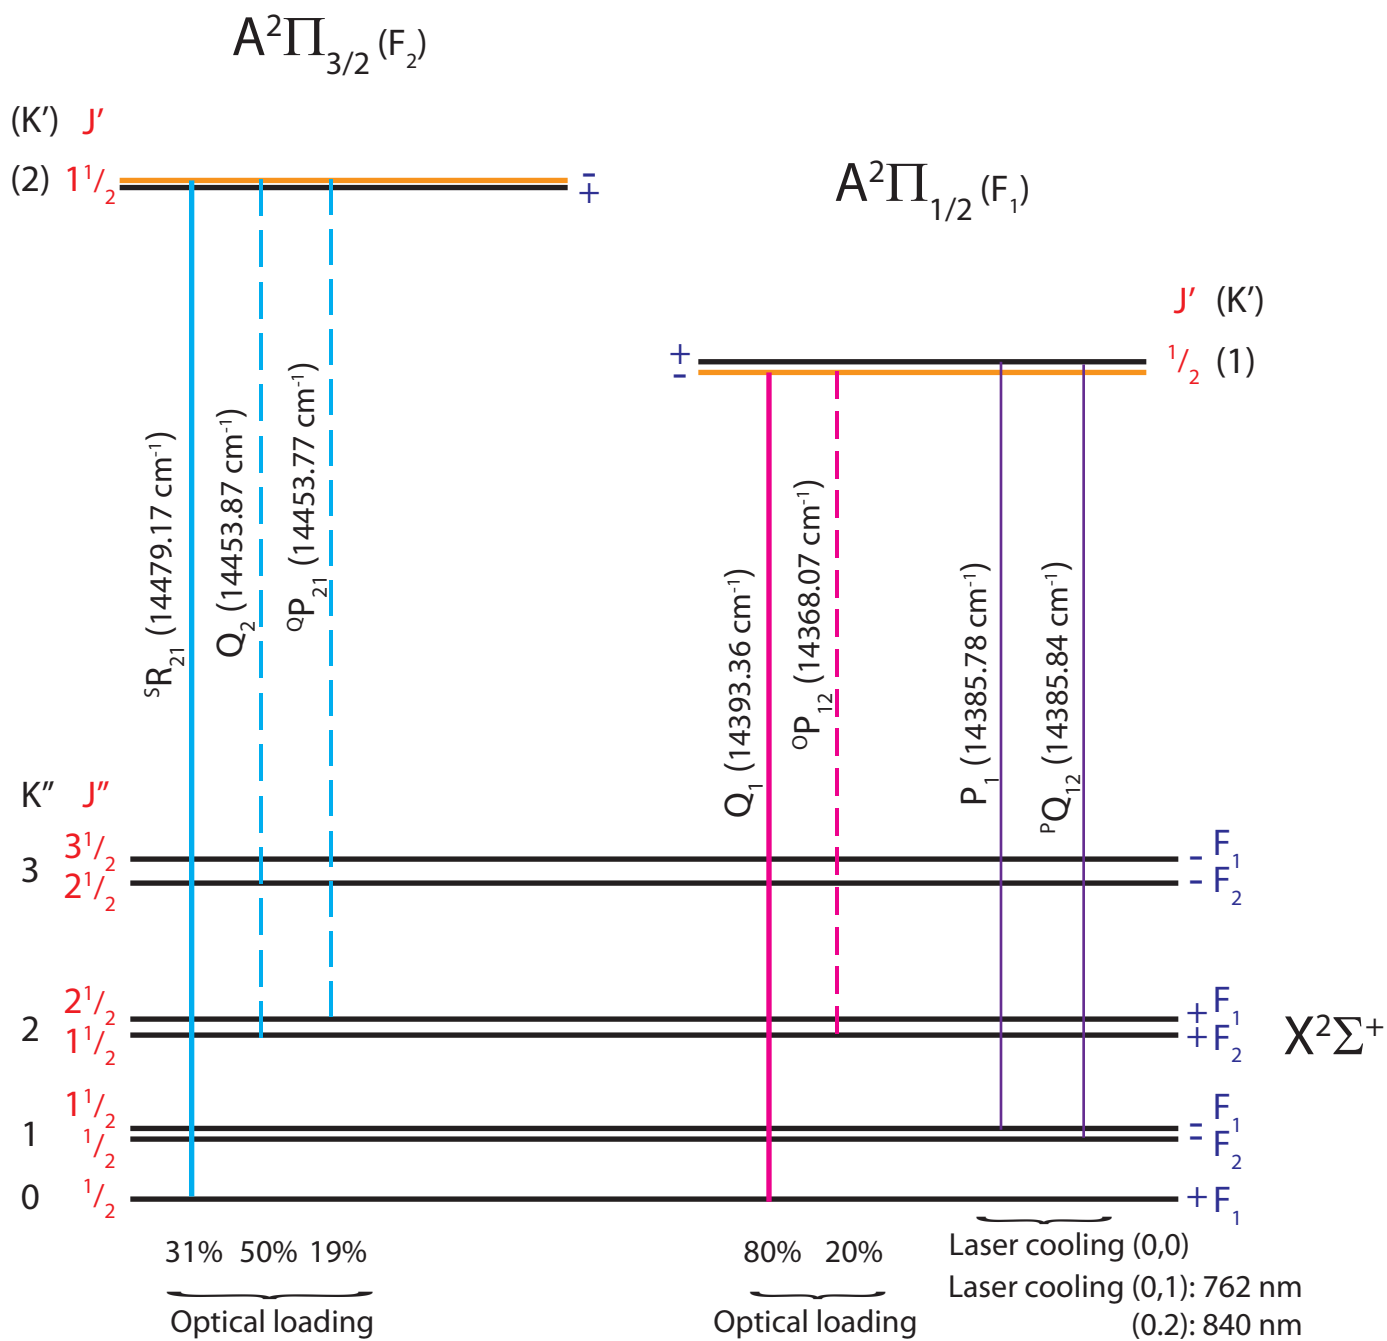 A²Π₃/₂ (F₂)
(K') J'
(2) 1¹/₂
-
+
A²Π₁/₂ (F₁)
J' (K')
+
-
¹/₂ (1)
ˢR₂₁ (14479.17 cm⁻¹)
Q₂ (14453.87 cm⁻¹)
ᵠP₂₁ (14453.77 cm⁻¹)
Q₁ (14393.36 cm⁻¹)
ᴼP₁₂ (14368.07 cm⁻¹)
P₁ (14385.78 cm⁻¹)
ᴾQ₁₂ (14385.84 cm⁻¹)
K" J"
3
3¹/₂
2¹/₂
- F₁
- F₂
2
2¹/₂
1¹/₂
+ F₁
+ F₂
X²Σ⁺
1
1¹/₂
¹/₂
- F₁
- F₂
0 ¹/₂
+ F₁
31% 50% 19%
Optical loading
80% 20%
Optical loading
Laser cooling (0,0)
Laser cooling (0,1): 762 nm
(0.2): 840 nm